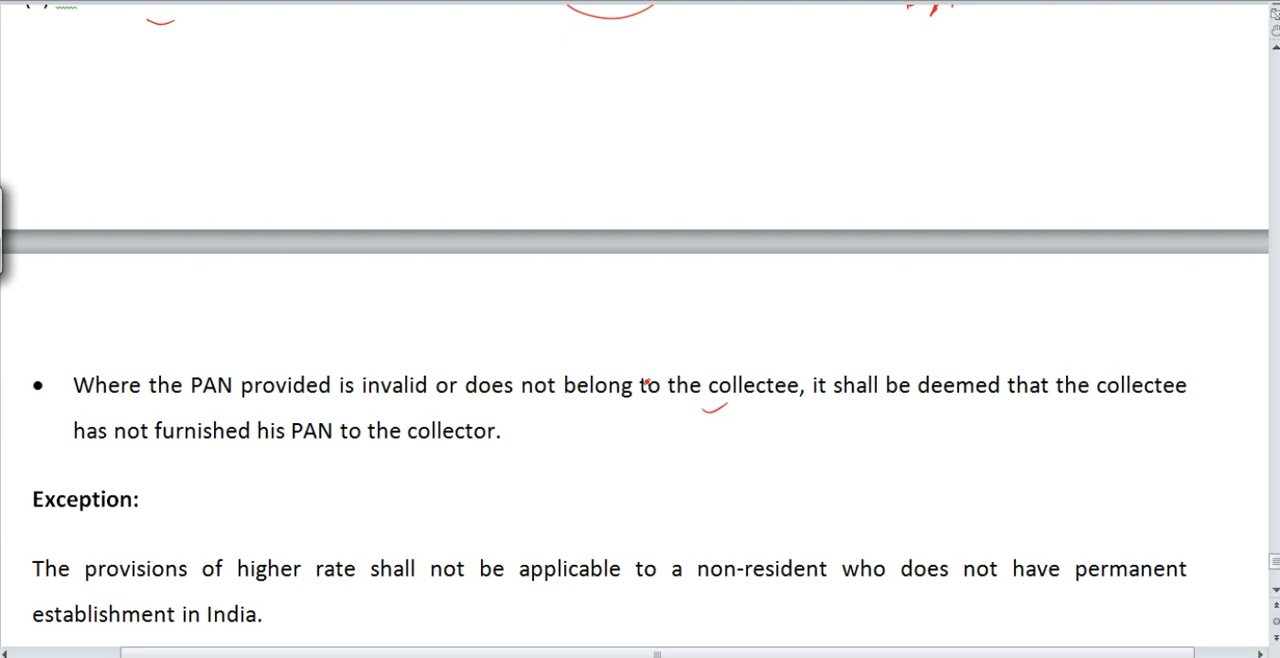 • Where the PAN provided is invalid or does not belong to the collectee, it shall be deemed that the collectee
has not furnished his PAN to the collector.
Exception:
The provisions of higher rate shall not be applicable to a non-resident who does not have permanent
establishment in India.